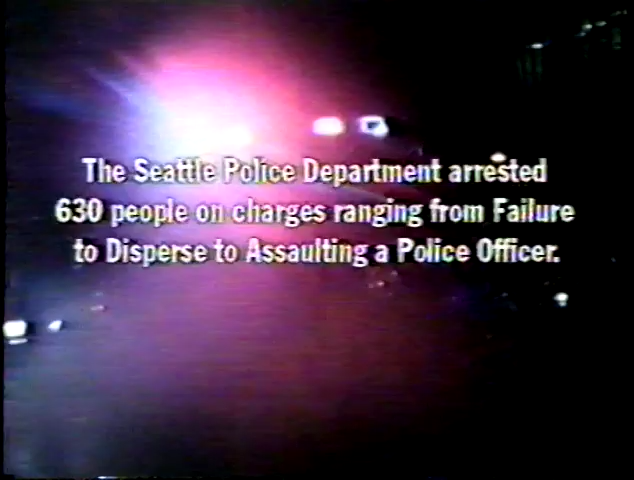 The Seattle Police Department arrested
630 people on charges ranging from Failure
to Disperse to Assaulting a Police Officer.